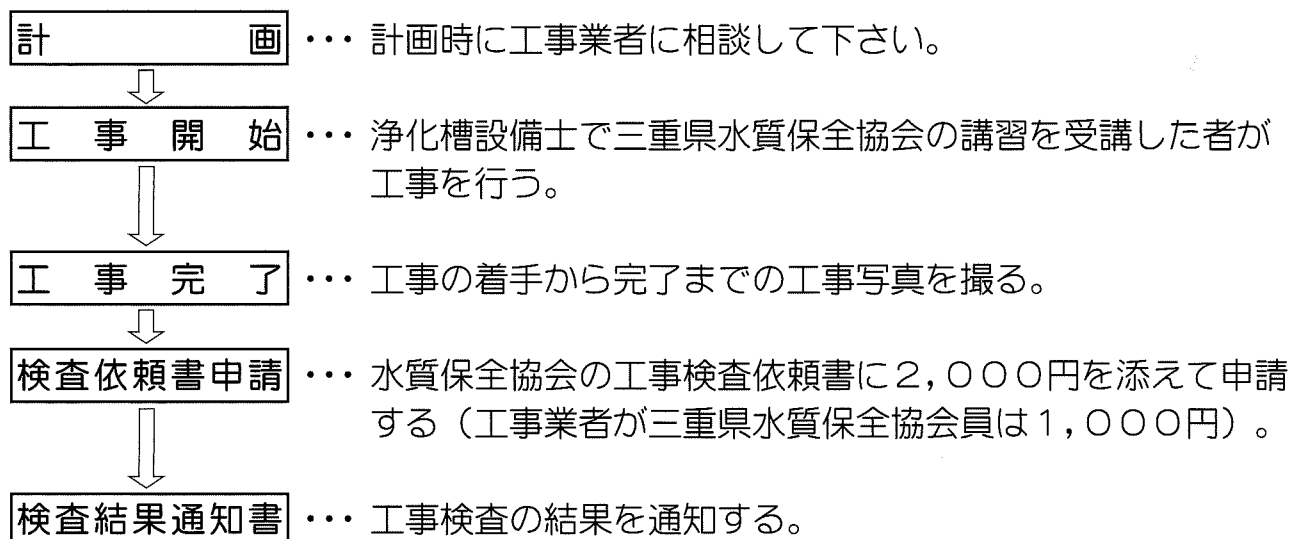 計画 ・・・ 計画時に工事業者に相談して下さい。
工事開始 ・・・ 浄化槽設備士で三重県水質保全協会の講習を受講した者が
工事を行う。
工事完了 ・・・ 工事の着手から完了までの工事写真を撮る。
検査依頼書申請 ・・・ 水質保全協会の工事検査依頼書に2,000円を添えて申請
する（工事業者が三重県水質保全協会員は1,000円）。
検査結果通知書 ・・・ 工事検査の結果を通知する。